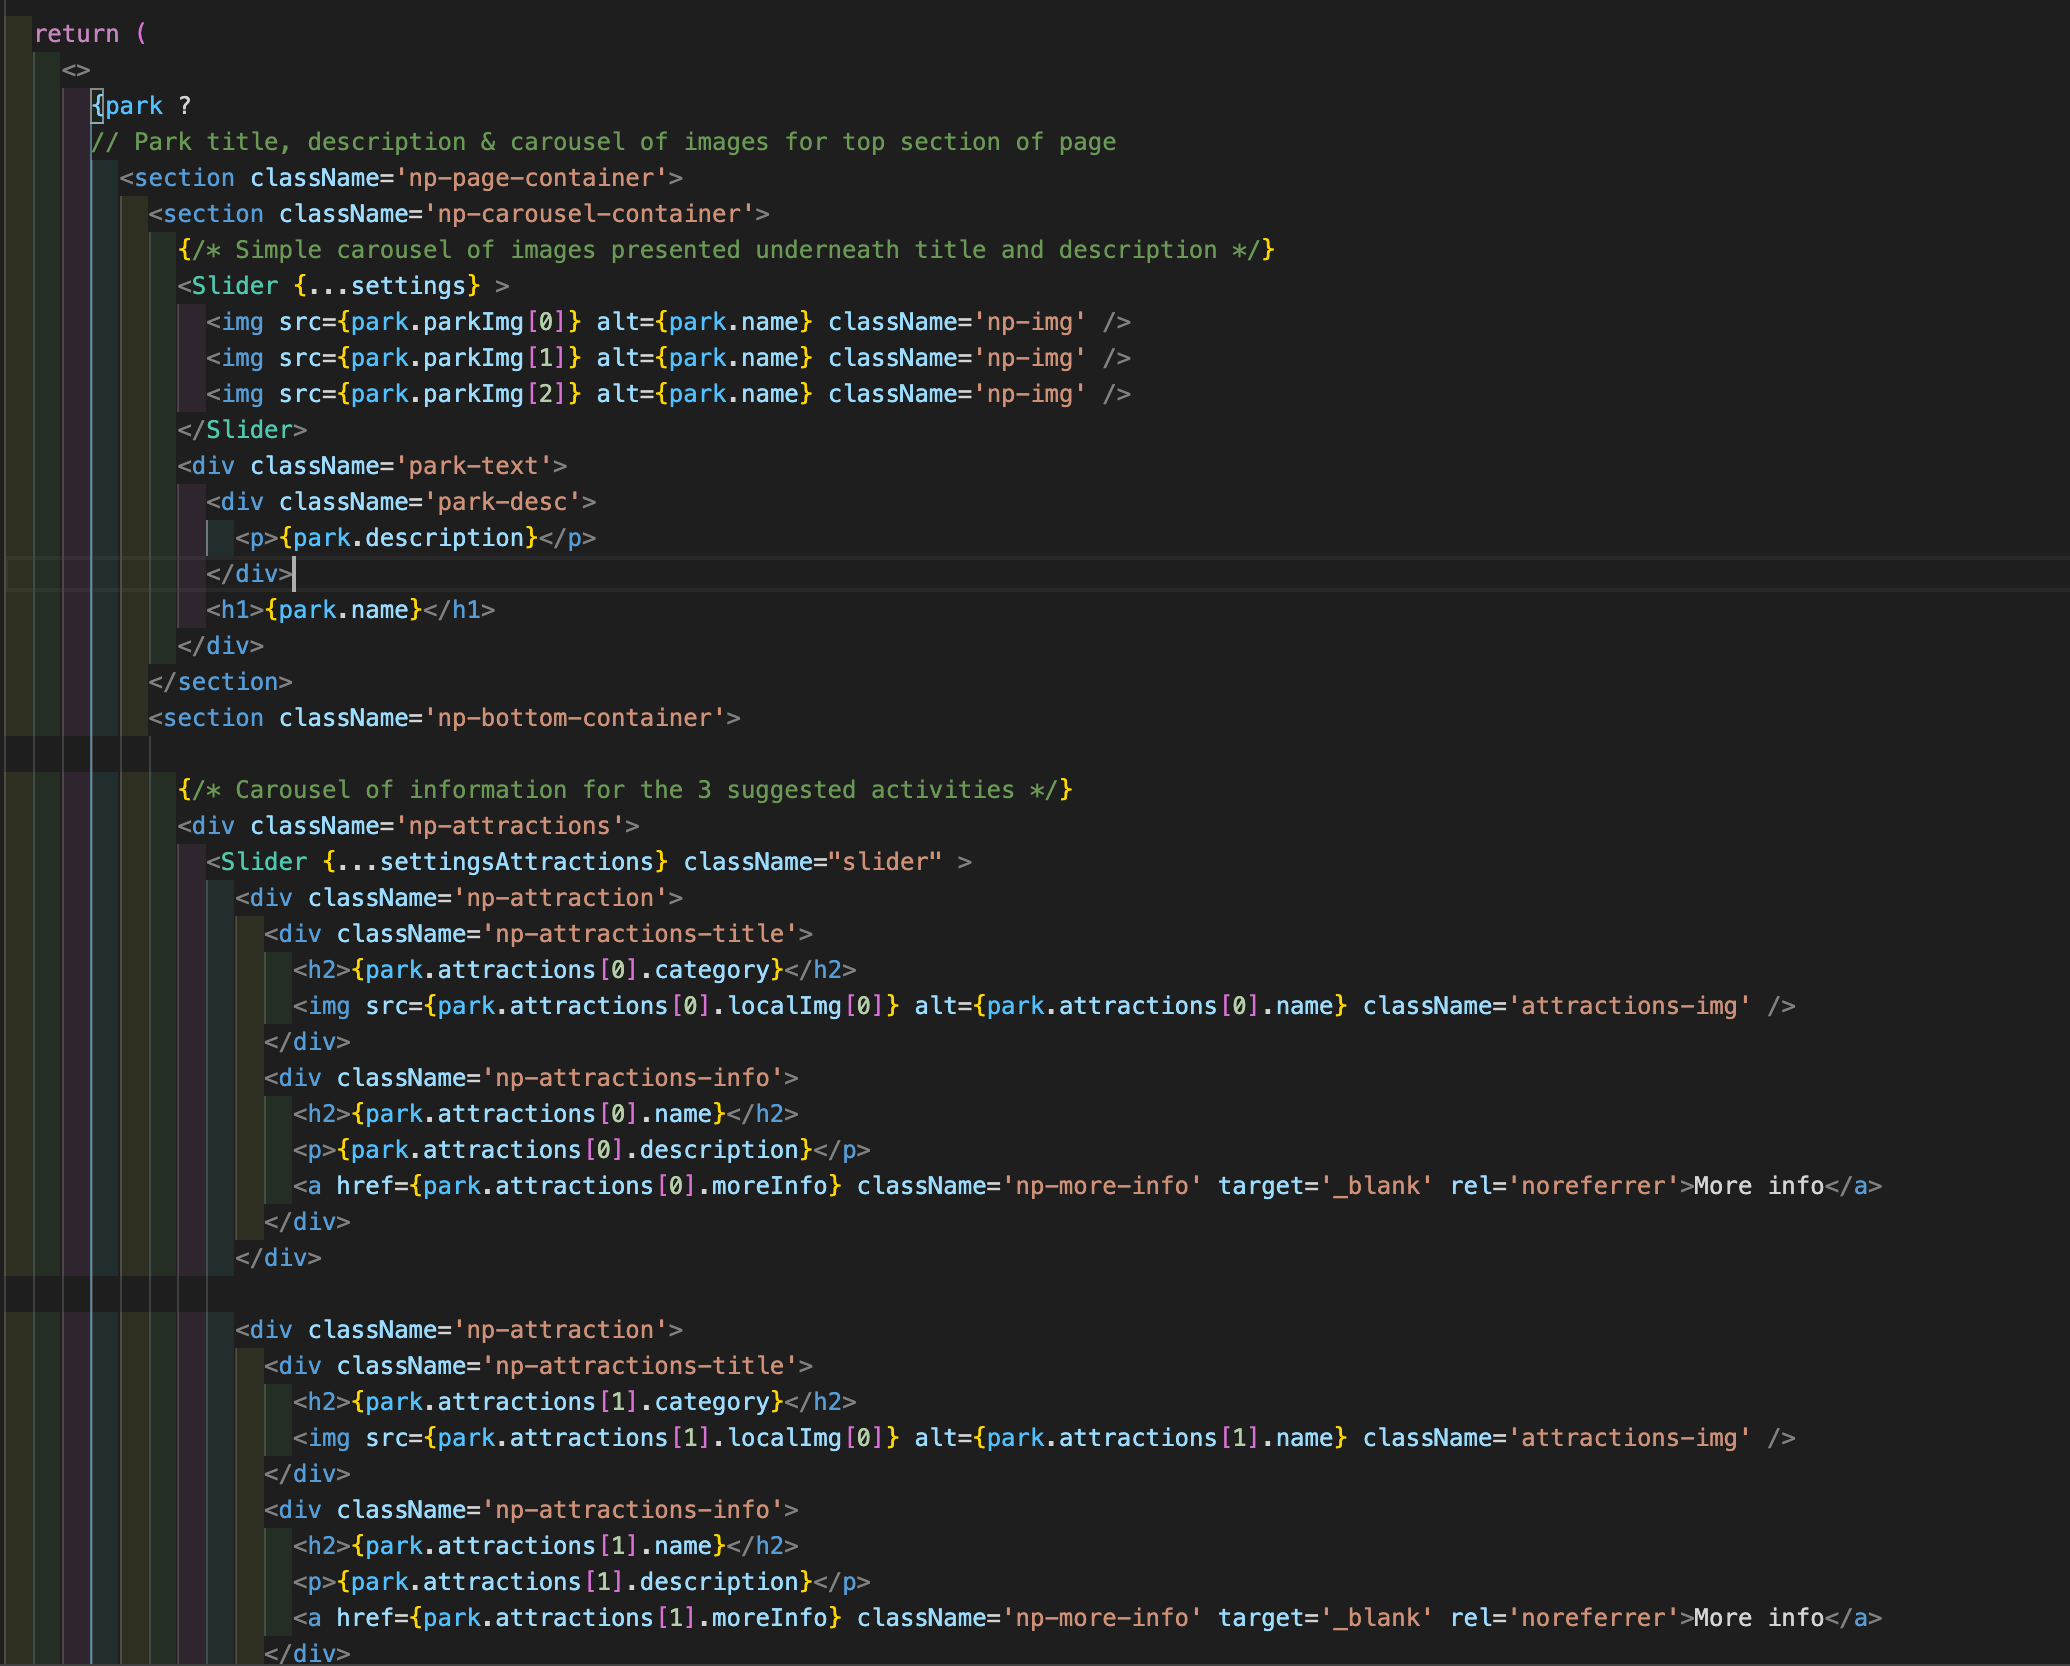 return (
<>
{park ?
// Park title, description & carousel of images for top section of page
<section className='np-page-container'>
<section className='np-carousel-container'>
{/* Simple carousel of images presented underneath title and description */}
<Slider {...settings} >
<img src={park.parkImg[0]} alt={park.name} className='np-img' />
<img src={park.parkImg[1]} alt={park.name} className='np-img' />
<img src={park.parkImg[2]} alt={park.name} className='np-img' />
</Slider>
<div className='park-text'>
<div className='park-desc'>
<p>{park.description}</p>
</div>
<h1>{park.name}</h1>
</div>
</section>
<section className='np-bottom-container'>
{/* Carousel of information for the 3 suggested activities */}
<div className='np-attractions'>
<Slider {...settingsAttractions} className="slider" >
<div className='np-attraction'>
<div className='np-attractions-title'>
<h2>{park.attractions[0].category}</h2>
<img src={park.attractions[0].localImg[0]} alt={park.attractions[0].name} className='attractions-img' />
</div>
<div className='np-attractions-info'>
<h2>{park.attractions[0].name}</h2>
<p>{park.attractions[0].description}</p>
<a href={park.attractions[0].moreInfo} className='np-more-info' target='_blank' rel='noreferrer'>More info</a>
</div>
</div>
<div className='np-attraction'>
<div className='np-attractions-title'>
<h2>{park.attractions[1].category}</h2>
<img src={park.attractions[1].localImg[0]} alt={park.attractions[1].name} className='attractions-img' />
</div>
<div className='np-attractions-info'>
<h2>{park.attractions[1].name}</h2>
<p>{park.attractions[1].description}</p>
<a href={park.attractions[1].moreInfo} className='np-more-info' target='_blank' rel='noreferrer'>More info</a>
</div>